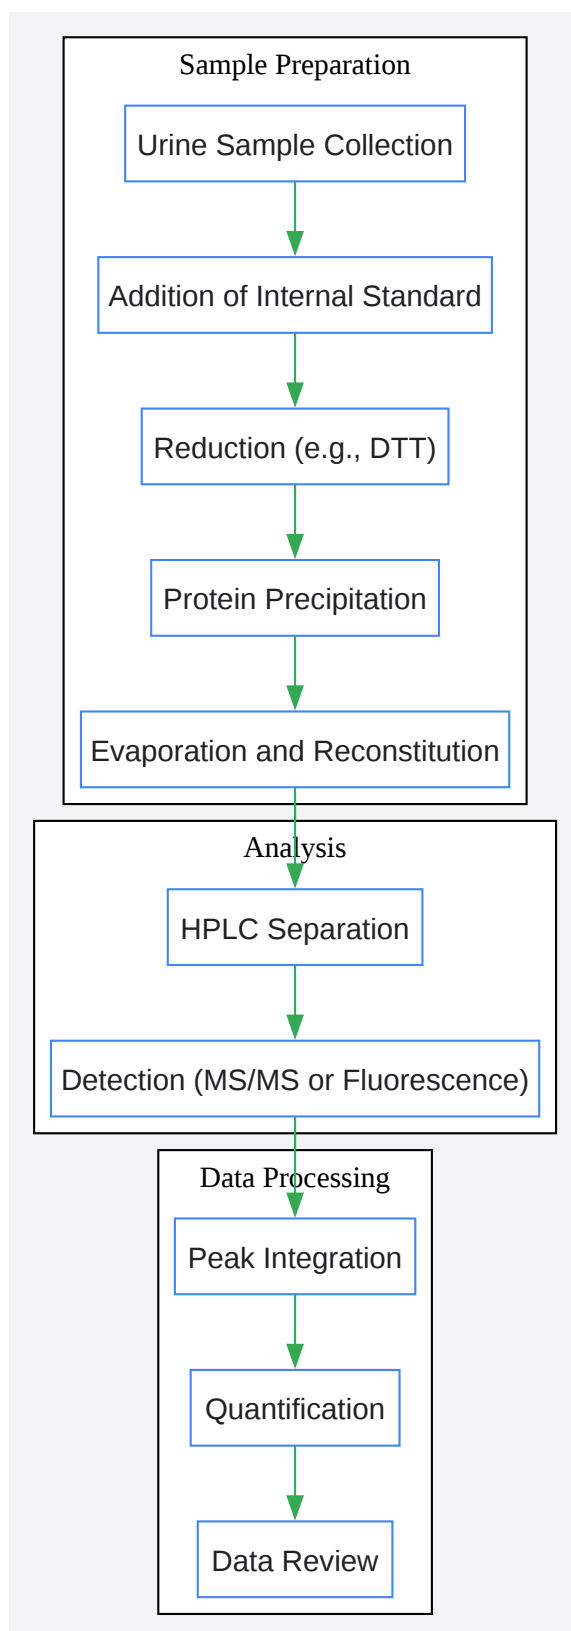 Sample Preparation
Urine Sample Collection
Addition of Internal Standard
Reduction (e.g., DTT)
Protein Precipitation
Evaporation and Reconstitution
Analysis
HPLC Separation
Detection (MS/MS or Fluorescence)
Data Processing
Peak Integration
Quantification
Data Review